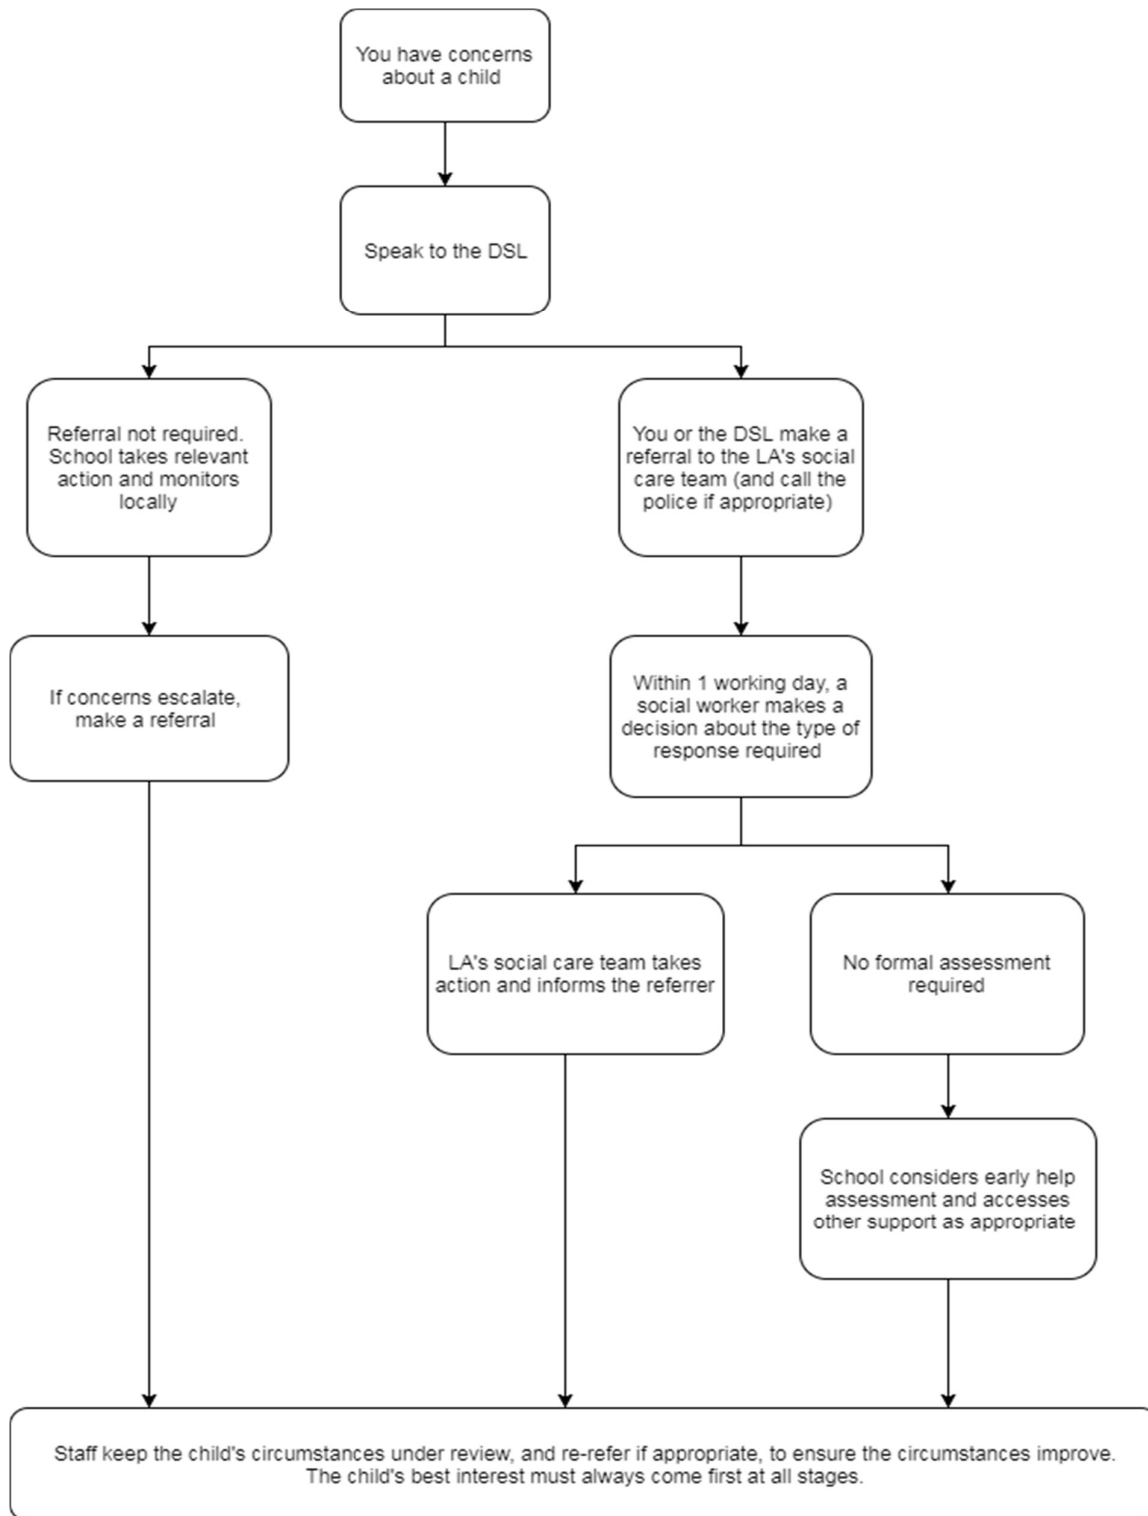 You have concerns
about a child
Speak to the DSL
Referral not required.
School takes relevant
action and monitors
locally
You or the DSL make a
referral to the LA's social
care team (and call the
police if appropriate)
If concerns escalate,
make a referral
Within 1 working day, a
social worker makes a
decision about the type of
response required
LA's social care team takes
action and informs the referrer
No formal assessment
required
School considers early help
assessment and accesses
other support as appropriate
Staff keep the child's circumstances under review, and re-refer if appropriate, to ensure the circumstances improve.
The child's best interest must always come first at all stages.